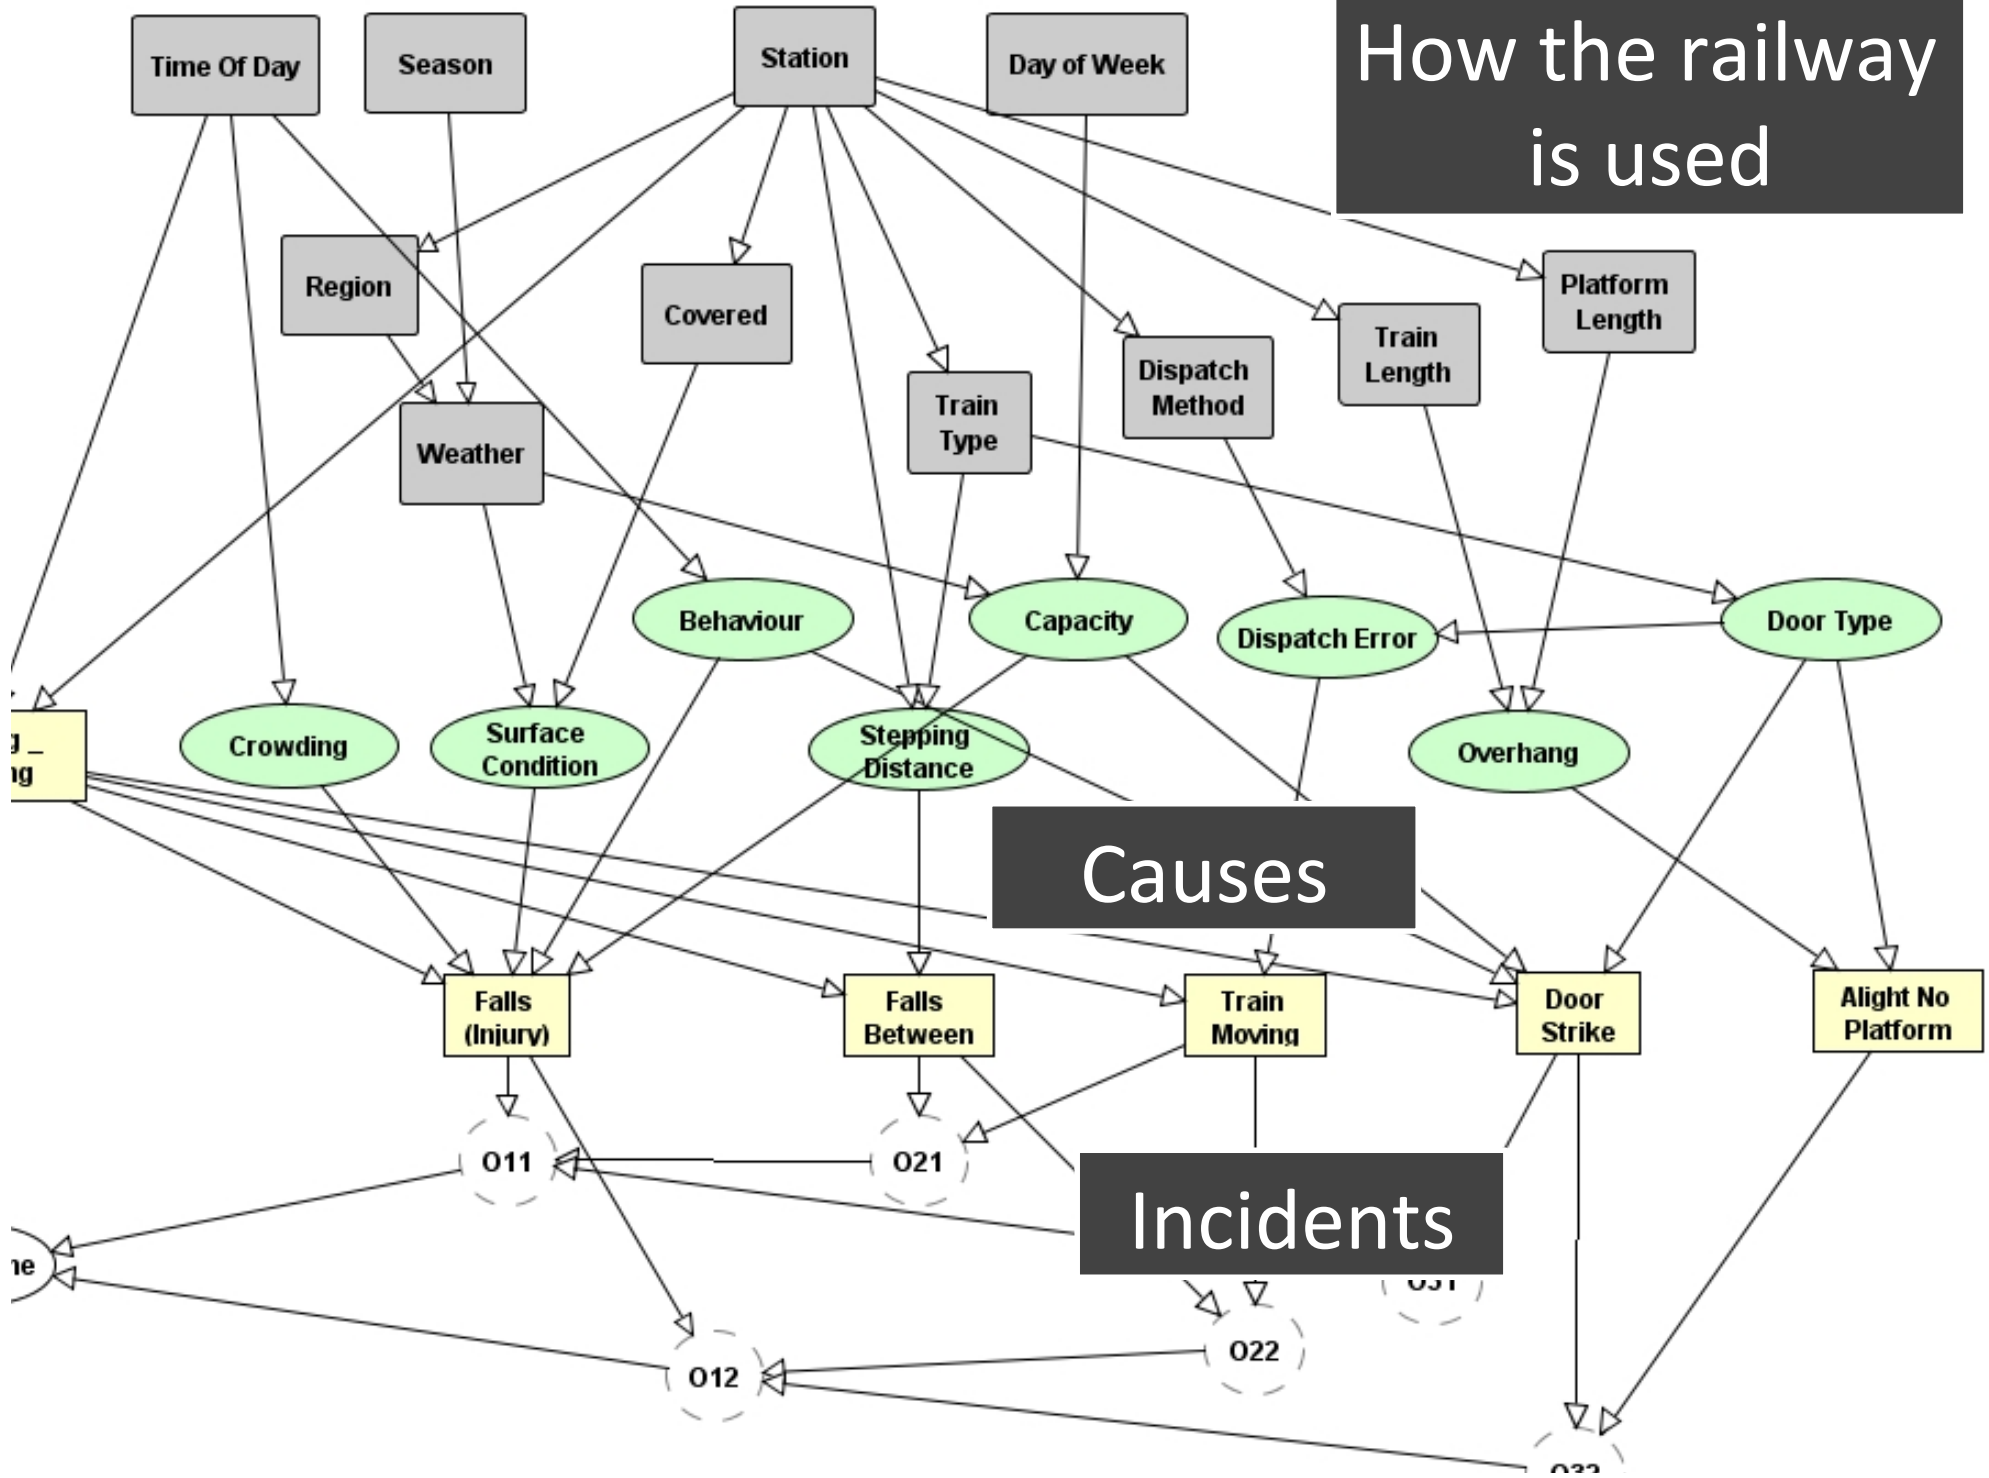 Time Of Day
Season
Station
Day of Week
How the railway
is used
Region
Covered
Platform
Length
Train
Length
Dispatch
Method
Train
Type
Weather
Behaviour
Capacity
Dispatch Error
Door Type
Crowding
Surface
Condition
Stepping
Distance
Overhang
Causes
Falls
(Injury)
Falls
Between
Train
Moving
Door
Strike
Alight No
Platform
O11
O21
Incidents
O22
O12